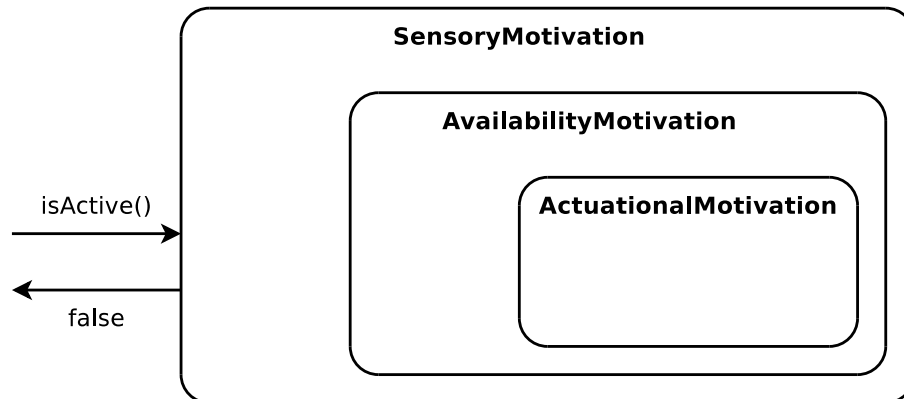 SensoryMotivation
AvailabilityMotivation
ActuationalMotivation
isActive()
false